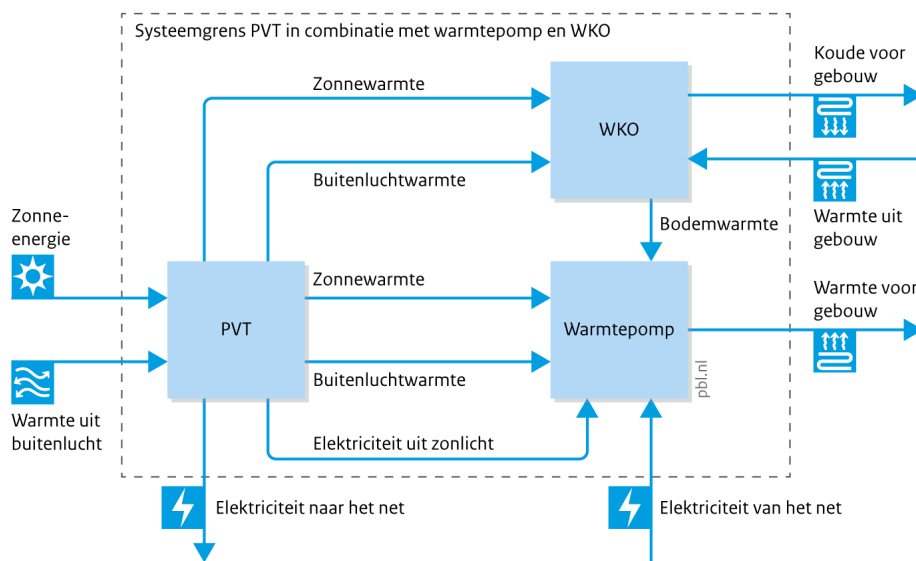 Systeemgrens PVT in combinatie met warmtepomp en WKO
Koude voor
gebouw
Zonnewarmte
WKO
Buitenluchtwarmte
Warmte uit
gebouw
Zonne-
energie
Bodemwarmte
Zonnewarmte
Warmte voor
gebouw
PVT
Warmtepomp
Buitenluchtwarmte
pbl.nl
Warmte uit
buitenlucht
Elektriciteit uit zonlicht
Elektriciteit naar het net
Elektriciteit van het net